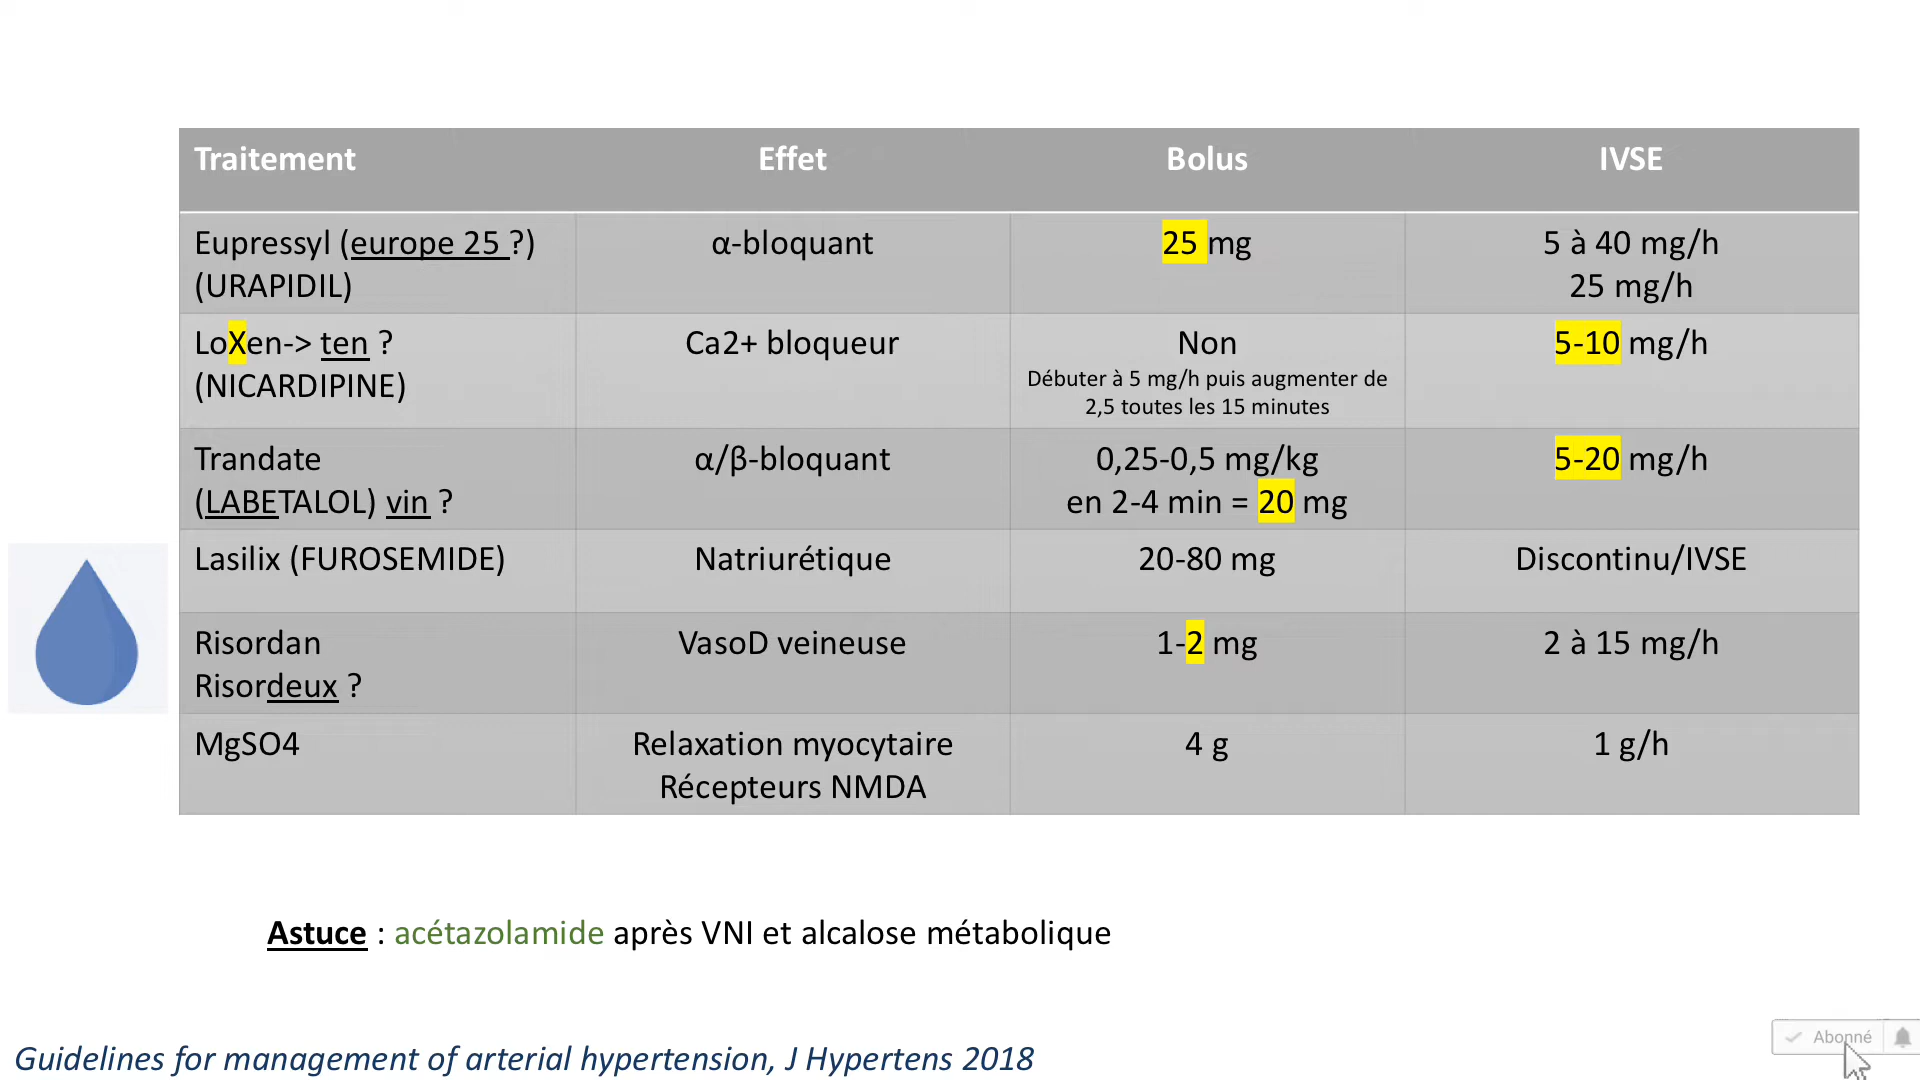 Traitement Effet Bolus IVSE
Eupressyl (europe 25 ?) α-bloquant 25 mg 5 à 40 mg/h
(URAPIDIL) 25 mg/h
LoXen-> ten ? Ca2+ bloqueur Non 5-10 mg/h
(NICARDIPINE) Débuter à 5 mg/h puis augmenter de
2,5 toutes les 15 minutes
Trandate α/β-bloquant 0,25-0,5 mg/kg 5-20 mg/h
(LABETALOL) vin ? en 2-4 min = 20 mg
Lasilix (FUROSEMIDE) Natriurétique 20-80 mg Discontinu/IVSE
Risordan VasoD veineuse 1-2 mg 2 à 15 mg/h
Risordeux ?
MgSO4 Relaxation myocytaire 4 g 1 g/h
Récepteurs NMDA
Astuce : acétazolamide après VNI et alcalose métabolique
Abonné
Guidelines for management of arterial hypertension, J Hypertens 2018